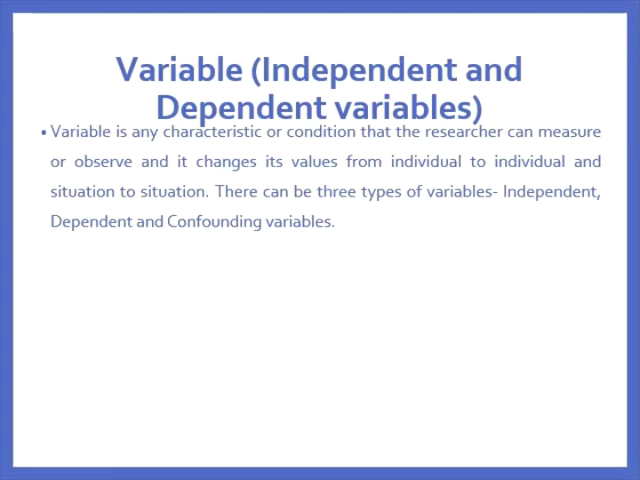 Variable (Independent and
Dependent variables)
• Variable is any characteristic or condition that the researcher can measure
or observe and it changes its values from individual to individual and
situation to situation. There can be three types of variables- Independent,
Dependent and Confounding variables.